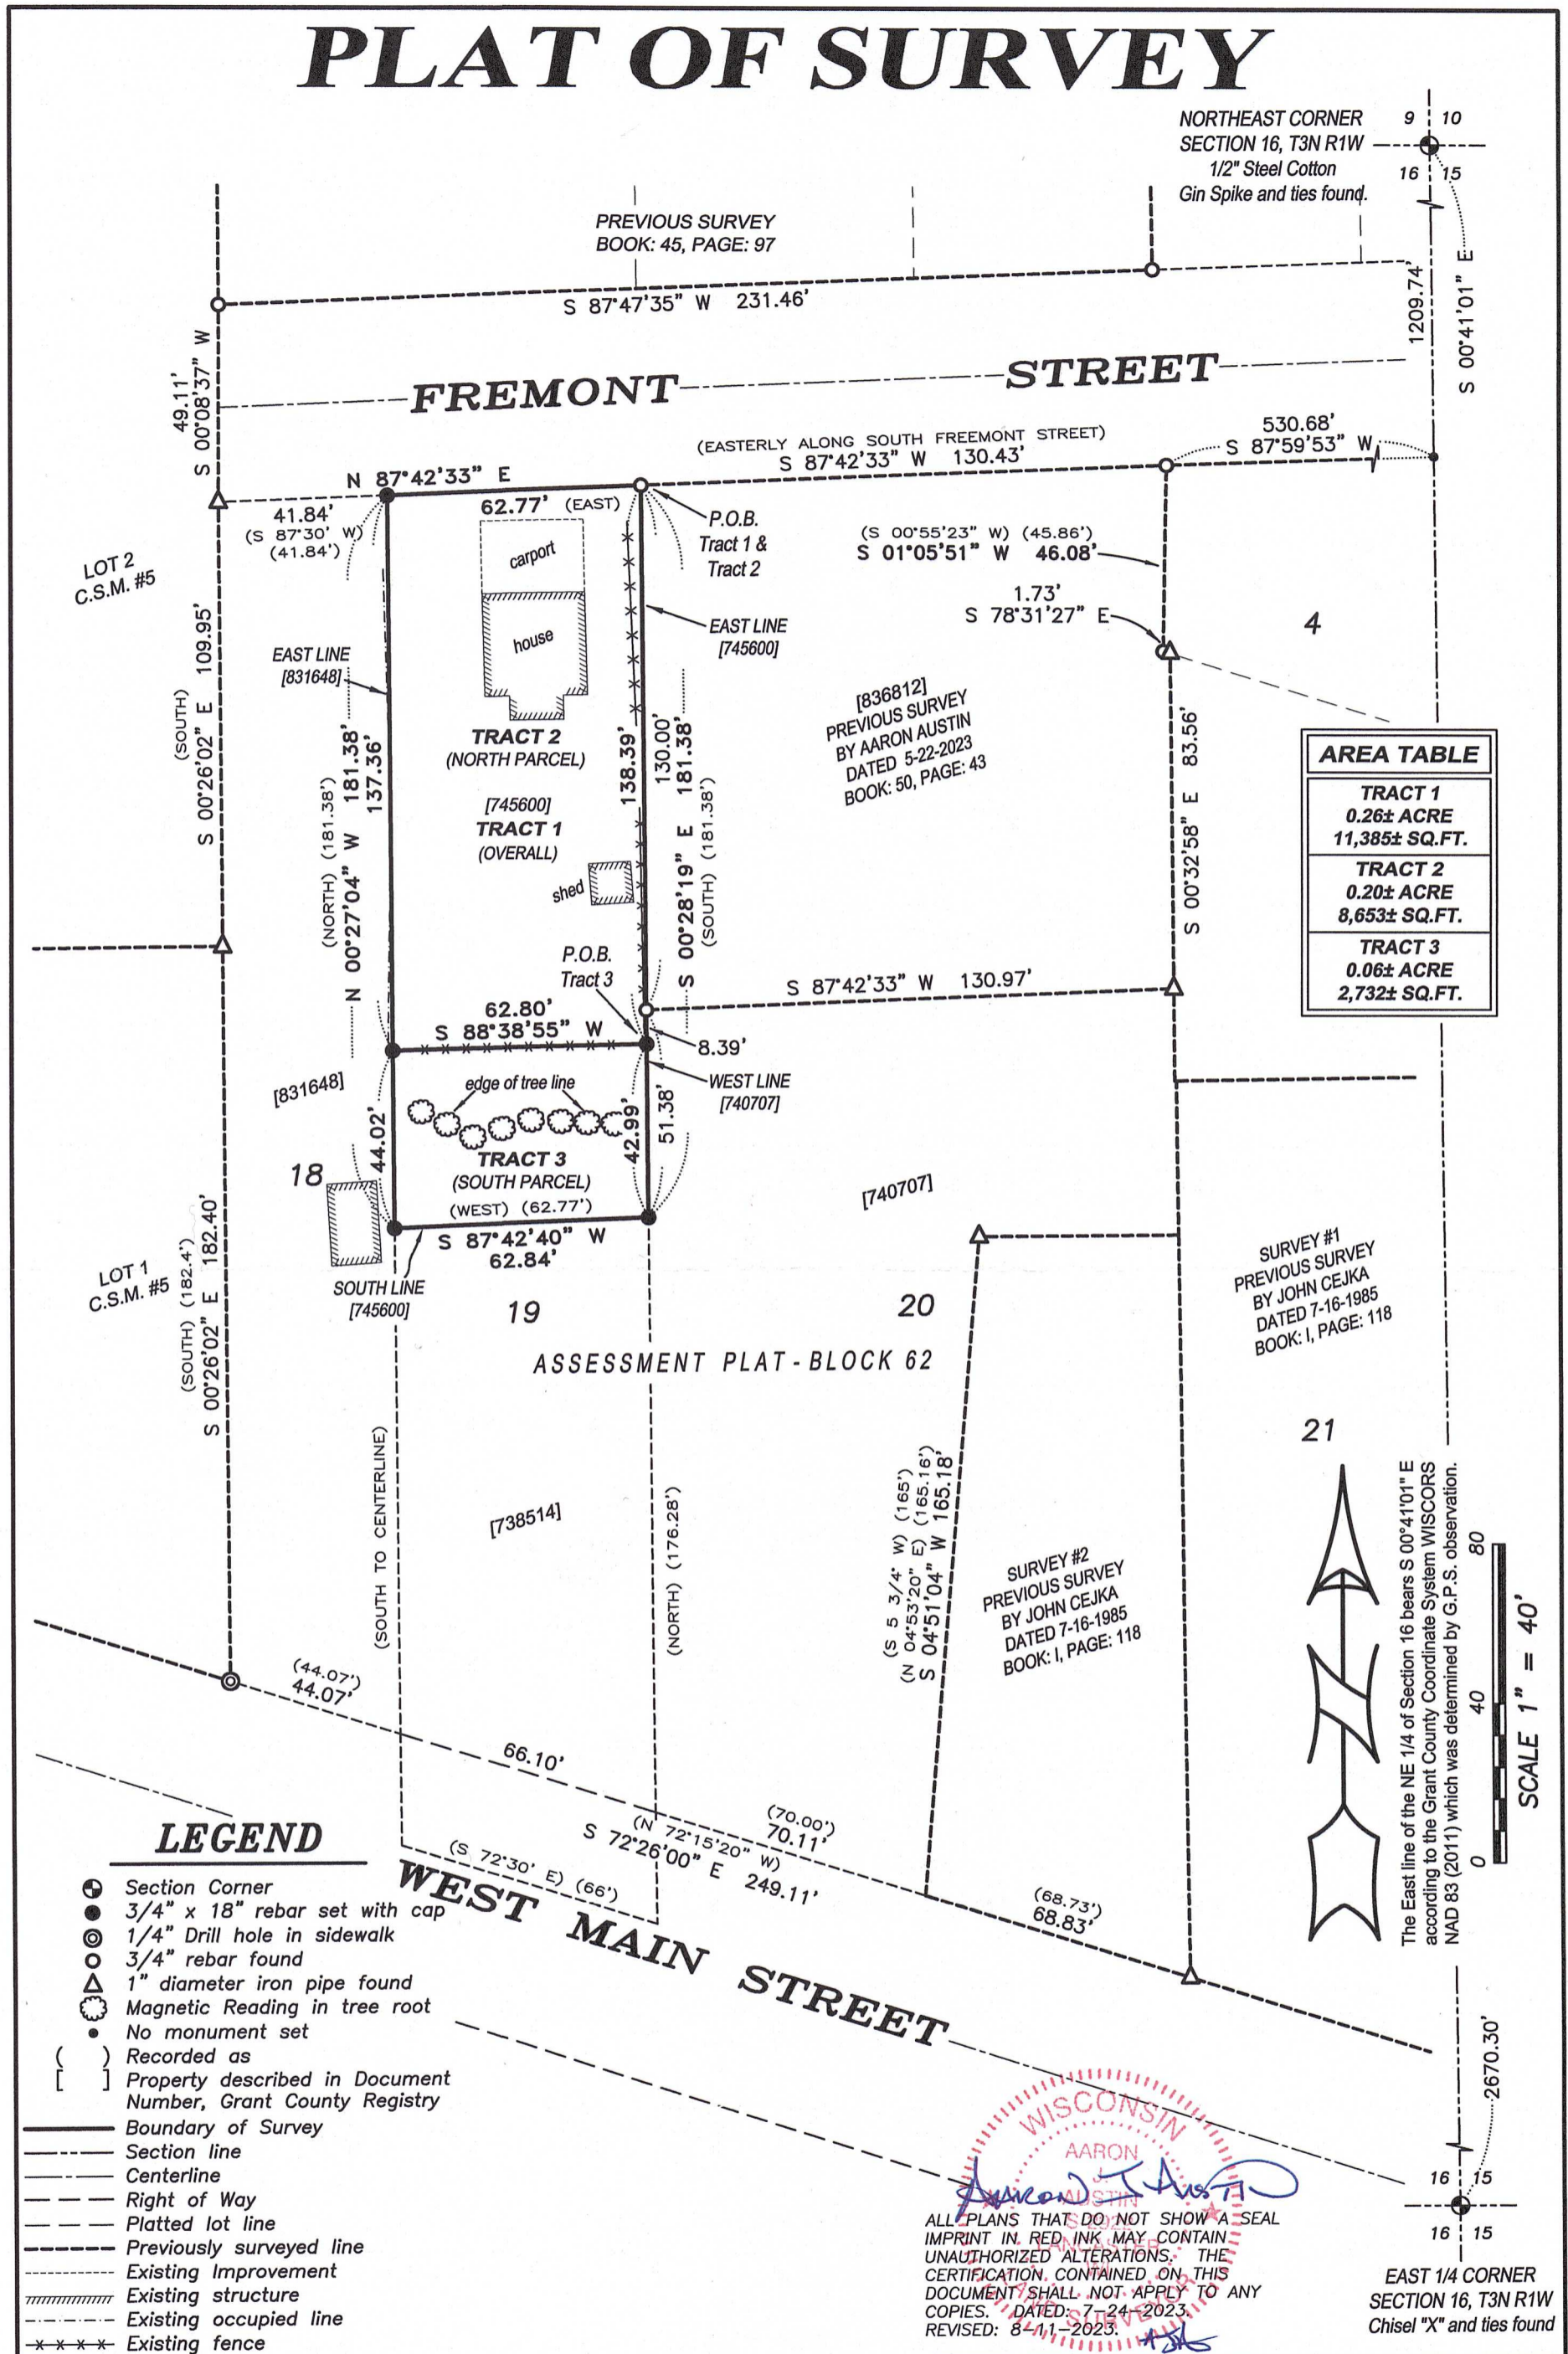 PLAT OF SURVEY
NORTHEAST CORNER
SECTION 16, T3N R1W
1/2" Steel Cotton
Gin Spike and ties found.
9 10
16 15
PREVIOUS SURVEY
BOOK: 45, PAGE: 97
S 87°47'35" W 231.46'
1209.74'
S 00°41'01" E
49.11'
S 00°08'37" W
FREMONT STREET
(EASTERLY ALONG SOUTH FREEMONT STREET)
S 87°42'33" W 130.43'
530.68'
S 87°59'53" W
N 87°42'33" E
62.77' (EAST)
41.84'
(S 87°30' W)
(41.84')
P.O.B.
Tract 1 &
Tract 2
carport
house
(S 00°55'23" W) (45.86')
S 01°05'51" W 46.08'
1.73'
S 78°31'27" E
4
LOT 2
C.S.M. #5
(SOUTH)
S 00°26'02" E 109.95'
EAST LINE
[831648]
EAST LINE
[745600]
[836812]
PREVIOUS SURVEY
BY AARON AUSTIN
DATED 5-22-2023
BOOK: 50, PAGE: 43
(NORTH) (181.38')
N 00°27'04" W 181.38'
137.36'
TRACT 2
(NORTH PARCEL)
[745600]
TRACT 1
(OVERALL)
shed
138.39'
130.00'
S 00°28'19" E 181.38'
(SOUTH) (181.38')
S 00°32'58" E 83.56'
AREA TABLE
TRACT 1
0.26± ACRE
11,385± SQ.FT.
TRACT 2
0.20± ACRE
8,653± SQ.FT.
TRACT 3
0.06± ACRE
2,732± SQ.FT.
P.O.B.
Tract 3
S 87°42'33" W 130.97'
62.80'
S 88°38'55" W
8.39'
WEST LINE
[740707]
[831648]
edge of tree line
44.02'
42.99'
51.38'
TRACT 3
(SOUTH PARCEL)
(WEST) (62.77')
S 87°42'40" W
62.84'
18
[740707]
SOUTH LINE
[745600]
19
20
ASSESSMENT PLAT - BLOCK 62
LOT 1
C.S.M. #5
(SOUTH) (182.4')
S 00°26'02" E 182.40'
SURVEY #1
PREVIOUS SURVEY
BY JOHN CEJKA
DATED 7-16-1985
BOOK: I, PAGE: 118
21
(SOUTH TO CENTERLINE)
[738514]
(NORTH) (176.28')
(S 5 3/4° W) (165')
(N 04°53'20" E) (165.16')
S 04°51'04" W 165.18'
SURVEY #2
PREVIOUS SURVEY
BY JOHN CEJKA
DATED 7-16-1985
BOOK: I, PAGE: 118
The East line of the NE 1/4 of Section 16 bears S 00°41'01" E
according to the Grant County Coordinate System WISCORS
NAD 83 (2011) which was determined by G.P.S. observation.
N
0 40 80
SCALE 1" = 40'
(44.07')
44.07'
66.10'
(70.00')
70.11'
(N 72°15'20" W)
S 72°26'00" E 249.11'
(S 72°30' E) (66')
(68.73')
68.83'
WEST MAIN STREET
2670.30'
LEGEND
Section Corner
3/4" x 18" rebar set with cap
1/4" Drill hole in sidewalk
3/4" rebar found
1" diameter iron pipe found
Magnetic Reading in tree root
No monument set
( ) Recorded as
[ ] Property described in Document
Number, Grant County Registry
Boundary of Survey
Section line
Centerline
Right of Way
Platted lot line
Previously surveyed line
Existing Improvement
Existing structure
Existing occupied line
Existing fence
WISCONSIN
AARON
J.
AUSTIN
S-2922
LANCASTER
WI
LAND SURVEYOR
Aaron J Austin
ALL PLANS THAT DO NOT SHOW A SEAL
IMPRINT IN RED INK MAY CONTAIN
UNAUTHORIZED ALTERATIONS. THE
CERTIFICATION CONTAINED ON THIS
DOCUMENT SHALL NOT APPLY TO ANY
COPIES. DATED: 7-24-2023.
REVISED: 8-11-2023.
AJA
16 15
16 15
EAST 1/4 CORNER
SECTION 16, T3N R1W
Chisel "X" and ties found